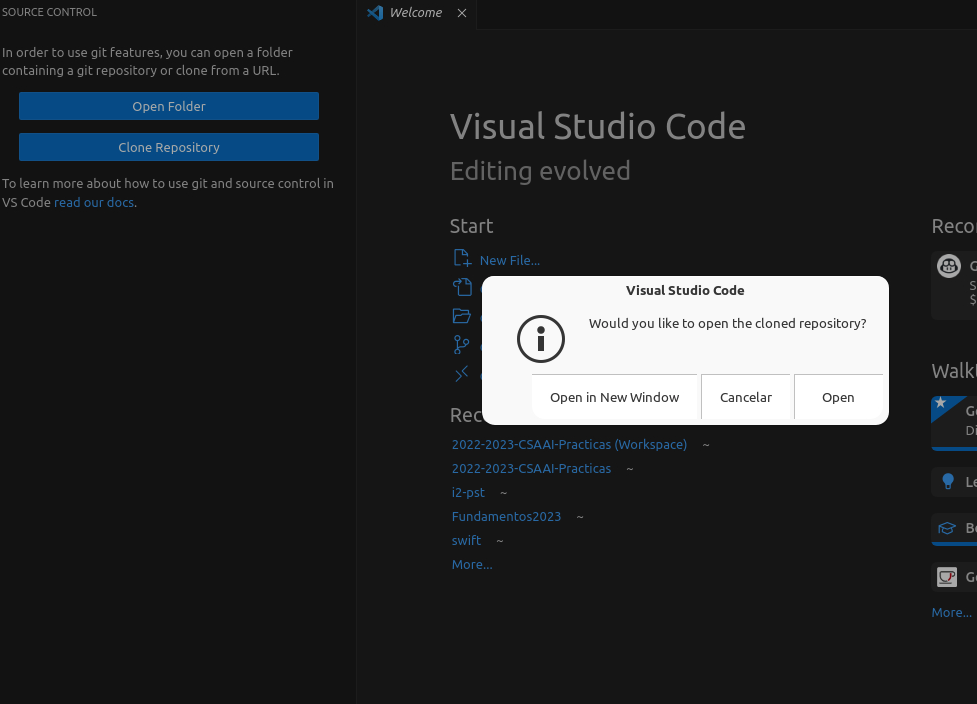 SOURCE CONTROL
In order to use git features, you can open a folder
containing a git repository or clone from a URL.
Open Folder
Clone Repository
To learn more about how to use git and source control in
VS Code read our docs.
Welcome
Visual Studio Code
Editing evolved
Start
New File...
Visual Studio Code
Would you like to open the cloned repository?
Open in New Window
Cancelar
Open
Rec
2022-2023-CSAAI-Practicas (Workspace) ~
2022-2023-CSAAI-Practicas ~
i2-pst ~
Fundamentos2023 ~
swift ~
More...
Reco
G
S
$
Walkt
Ge
Di
Le
Bo
Ge
More...